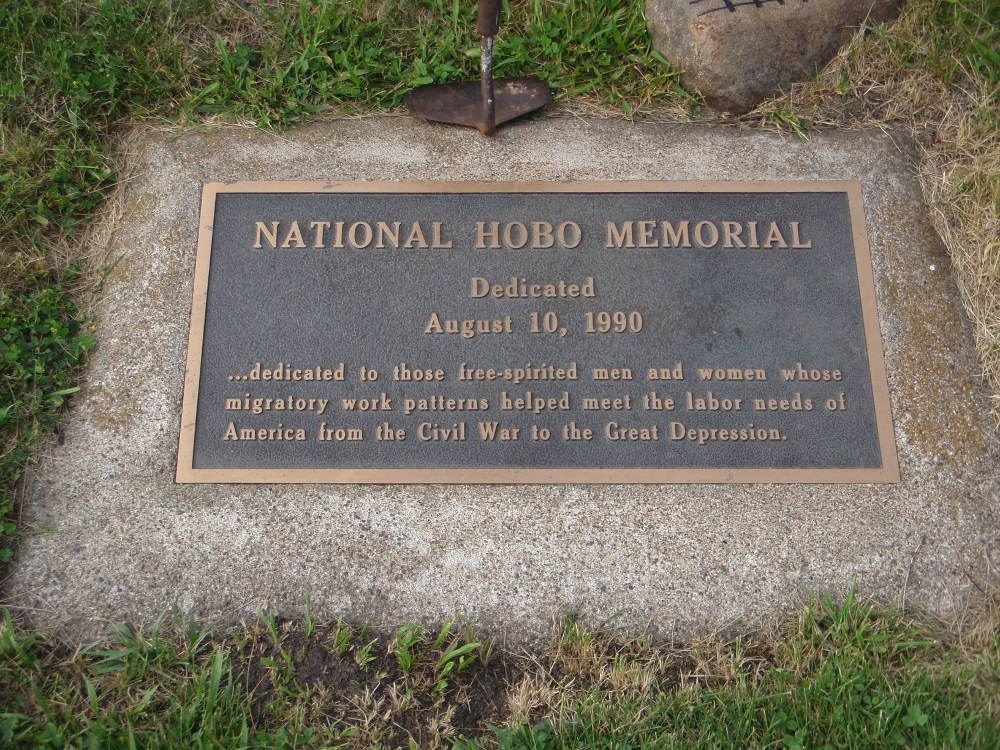 NATIONAL HOBO MEMORIAL
Dedicated
August 10, 1990
...dedicated to those free-spirited men and women whose
migratory work patterns helped meet the labor needs of
America from the Civil War to the Great Depression.